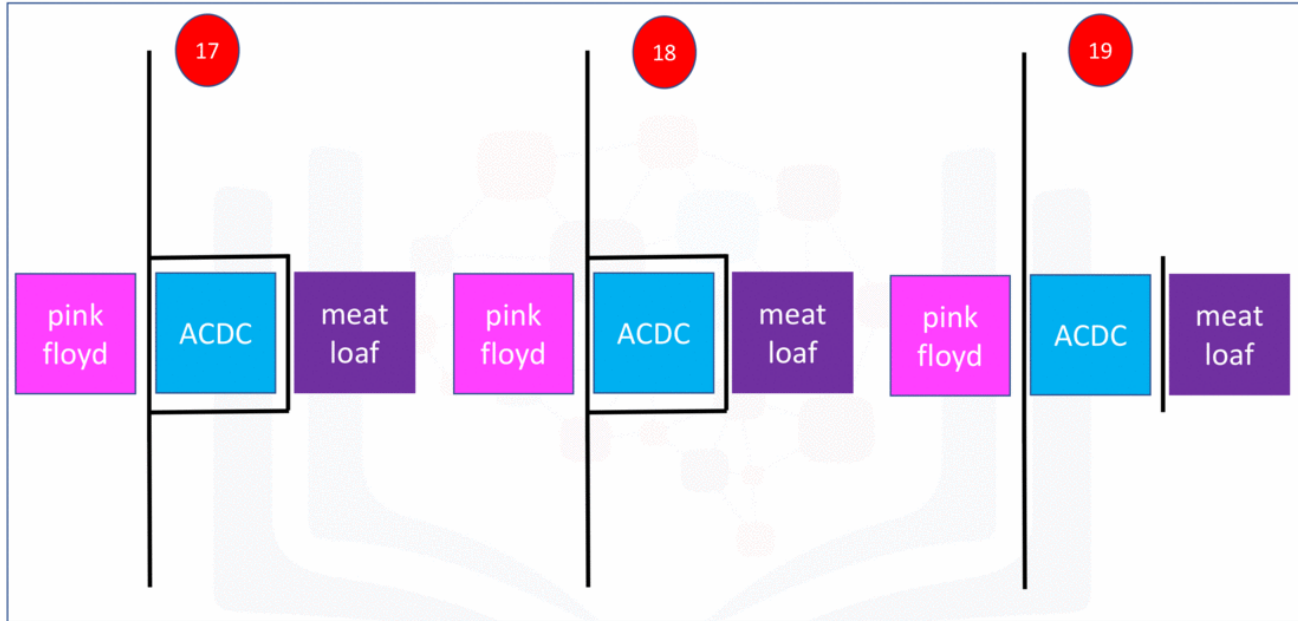 17
18
19
pink
floyd
ACDC
meat
loaf
pink
floyd
ACDC
meat
loaf
pink
floyd
ACDC
meat
loaf